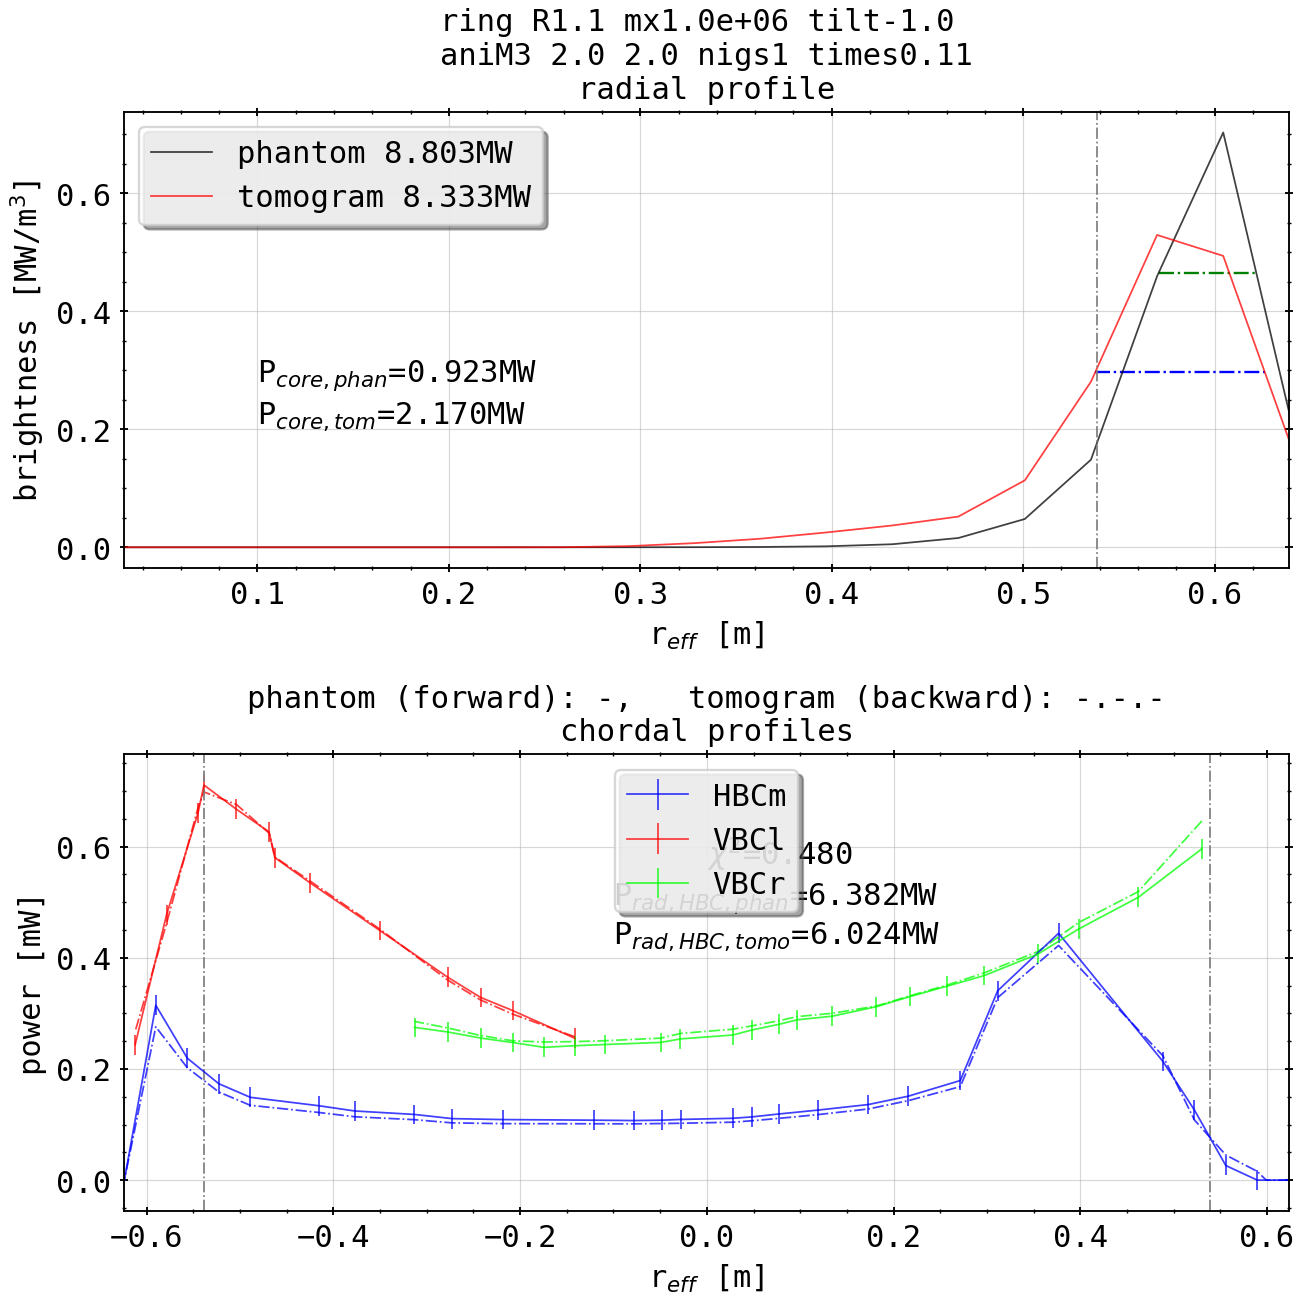 ring R1.1 mx1.0e+06 tilt-1.0
aniM3 2.0 2.0 nigs1 times0.11
radial profile
phantom 8.803MW
tomogram 8.333MW
brightness [MW/m³]
0.6
0.4
0.2
0.0
P_core,phan=0.923MW
P_core,tom=2.170MW
0.1 0.2 0.3 0.4 0.5 0.6
r_eff [m]
phantom (forward): -,   tomogram (backward): -.-.-
chordal profiles
HBCm
VBCl
VBCr
=0.480
P_rad,HBC,phan=6.382MW
P_rad,HBC,tomo=6.024MW
power [mW]
0.6
0.4
0.2
0.0
−0.6 −0.4 −0.2 0.0 0.2 0.4 0.6
r_eff [m]